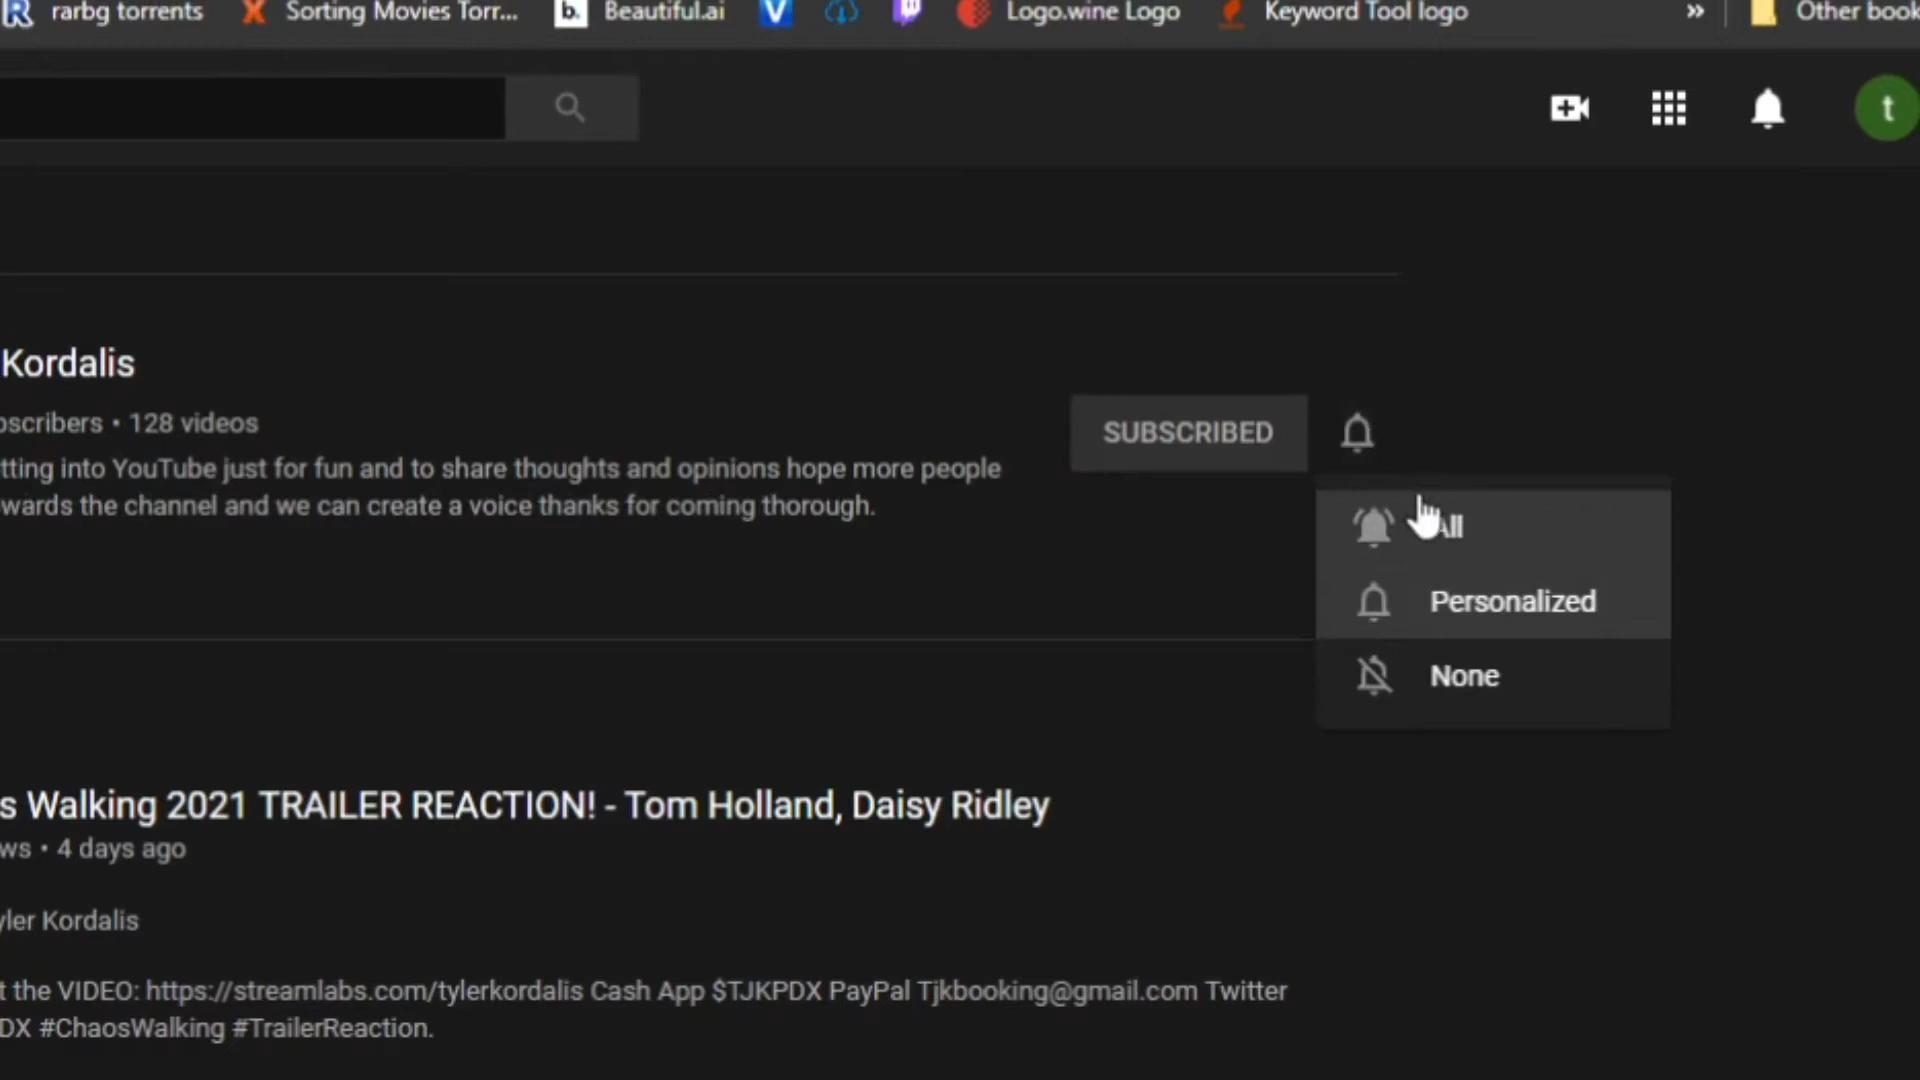 rarbg torrents Sorting Movies Torr... b. Beautiful.ai Logo.wine Logo Keyword Tool logo » Other book
t
Kordalis
SUBSCRIBED
bscribers • 128 videos
tting into YouTube just for fun and to share thoughts and opinions hope more people
wards the channel and we can create a voice thanks for coming thorough.
All
Personalized
None
s Walking 2021 TRAILER REACTION! - Tom Holland, Daisy Ridley
ws • 4 days ago
yler Kordalis
t the VIDEO: https://streamlabs.com/tylerkordalis Cash App $TJKPDX PayPal Tjkbooking@gmail.com Twitter
DX #ChaosWalking #TrailerReaction.